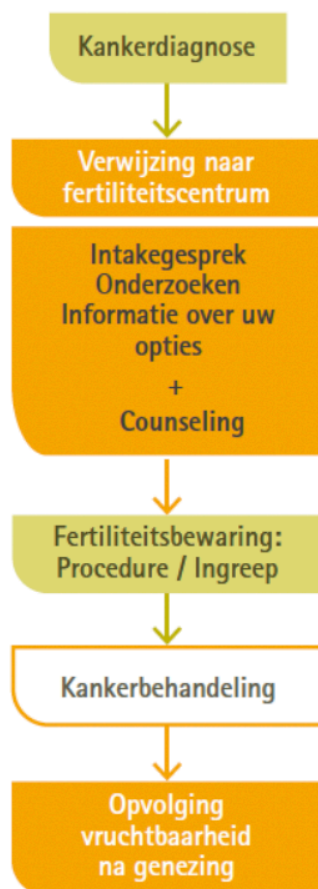 Kankerdiagnose
Verwijzing naar
fertiliteitscentrum
Intakegesprek
Onderzoeken
Informatie over uw
opties
+
Counseling
Fertiliteitsbewaring:
Procedure / Ingreep
Kankerbehandeling
Opvolging
vruchtbaarheid
na genezing